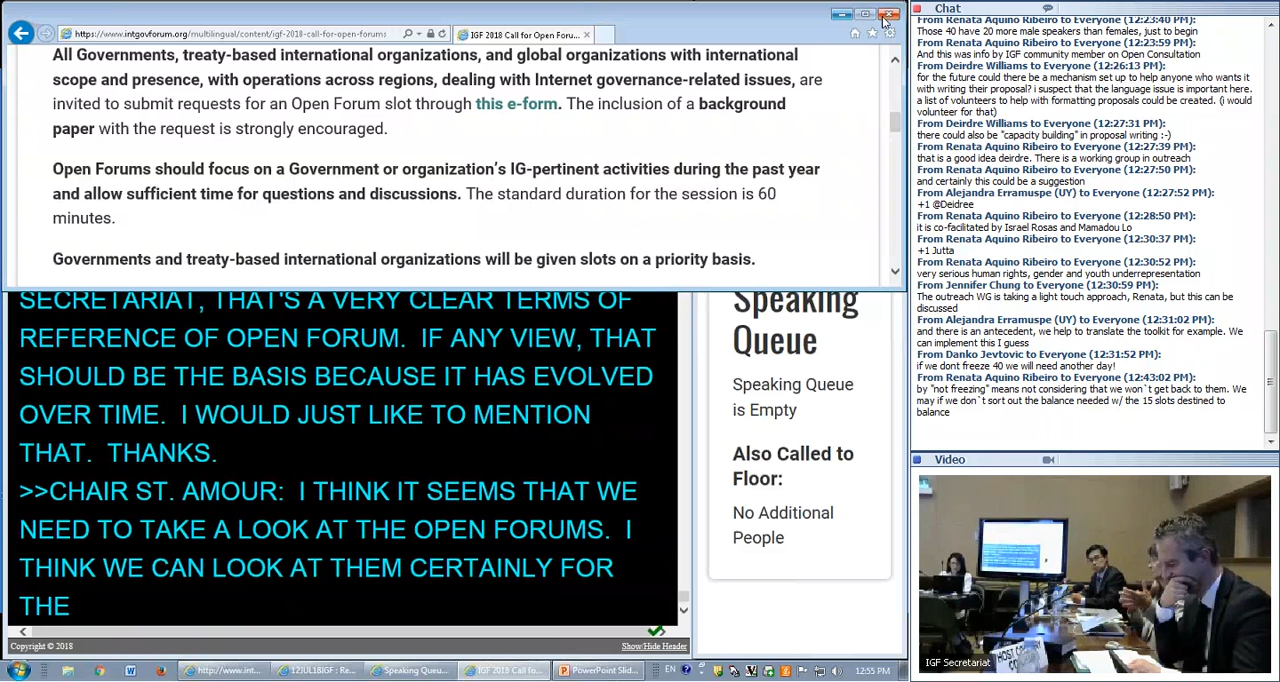 https://www.intgovforum.org/multilingual/content/igf-2018-call-for-open-forums
IGF 2018 Call for Open Foru...
All Governments, treaty-based international organizations, and global organizations with international
scope and presence, with operations across regions, dealing with Internet governance-related issues, are
invited to submit requests for an Open Forum slot through this e-form. The inclusion of a background
paper with the request is strongly encouraged.
Open Forums should focus on a Government or organization's IG-pertinent activities during the past year
and allow sufficient time for questions and discussions. The standard duration for the session is 60
minutes.
Governments and treaty-based international organizations will be given slots on a priority basis.
SECRETARIAT, THAT'S A VERY CLEAR TERMS OF
REFERENCE OF OPEN FORUM.  IF ANY VIEW, THAT
SHOULD BE THE BASIS BECAUSE IT HAS EVOLVED
OVER TIME.  I WOULD JUST LIKE TO MENTION
THAT.  THANKS.
>>CHAIR ST. AMOUR:  I THINK IT SEEMS THAT WE
NEED TO TAKE A LOOK AT THE OPEN FORUMS.  I
THINK WE CAN LOOK AT THEM CERTAINLY FOR
THE
Copyright © 2018
Show/Hide Header
Speaking
Queue
Speaking Queue
is Empty
Also Called to
Floor:
No Additional
People
Chat
From Renata Aquino Ribeiro to Everyone (12:23:40 PM):
Those 40 have 20 more male speakers than females, just to begin
From Renata Aquino Ribeiro to Everyone (12:23:59 PM):
And this was info by IGF community member on Open Consultation
From Deirdre Williams to Everyone (12:26:13 PM):
for the future could there be a mechanism set up to help anyone who wants it
with writing their proposal? i suspect that the language issue is important here.
a list of volunteers to help with formatting proposals could be created. (i would
volunteer for that)
From Deirdre Williams to Everyone (12:27:31 PM):
there could also be "capacity building" in proposal writing :-)
From Renata Aquino Ribeiro to Everyone (12:27:39 PM):
that is a good idea deirdre. There is a working group in outreach
From Renata Aquino Ribeiro to Everyone (12:27:50 PM):
and certainly this could be a suggestion
From Alejandra Erramuspe (UY) to Everyone (12:27:52 PM):
+1 @Deidree
From Renata Aquino Ribeiro to Everyone (12:28:50 PM):
it is co-facilitated by Israel Rosas and Mamadou Lo
From Renata Aquino Ribeiro to Everyone (12:30:37 PM):
+1 Jutta
From Renata Aquino Ribeiro to Everyone (12:30:52 PM):
very serious human rights, gender and youth underrepresentation
From Jennifer Chung to Everyone (12:30:59 PM):
The outreach WG is taking a light touch approach, Renata, but this can be
discussed
From Alejandra Erramuspe (UY) to Everyone (12:31:02 PM):
and there is an antecedent, we help to translate the toolkit for example. We
can implement this I guess
From Danko Jevtovic to Everyone (12:31:52 PM):
if we dont freeze 40 we will need another day!
From Renata Aquino Ribeiro to Everyone (12:43:02 PM):
by "not freezing" means not considering that we won`t get back to them. We
may if we don`t sort out the balance needed w/ the 15 slots destined to
balance
Video
HOST COUNTRY
IGF Secretariat
http://www.int...
12JUL18IGF : Re...
Speaking Queu...
IGF 2018 Call fo...
PowerPoint Slid...
EN
12:55 PM